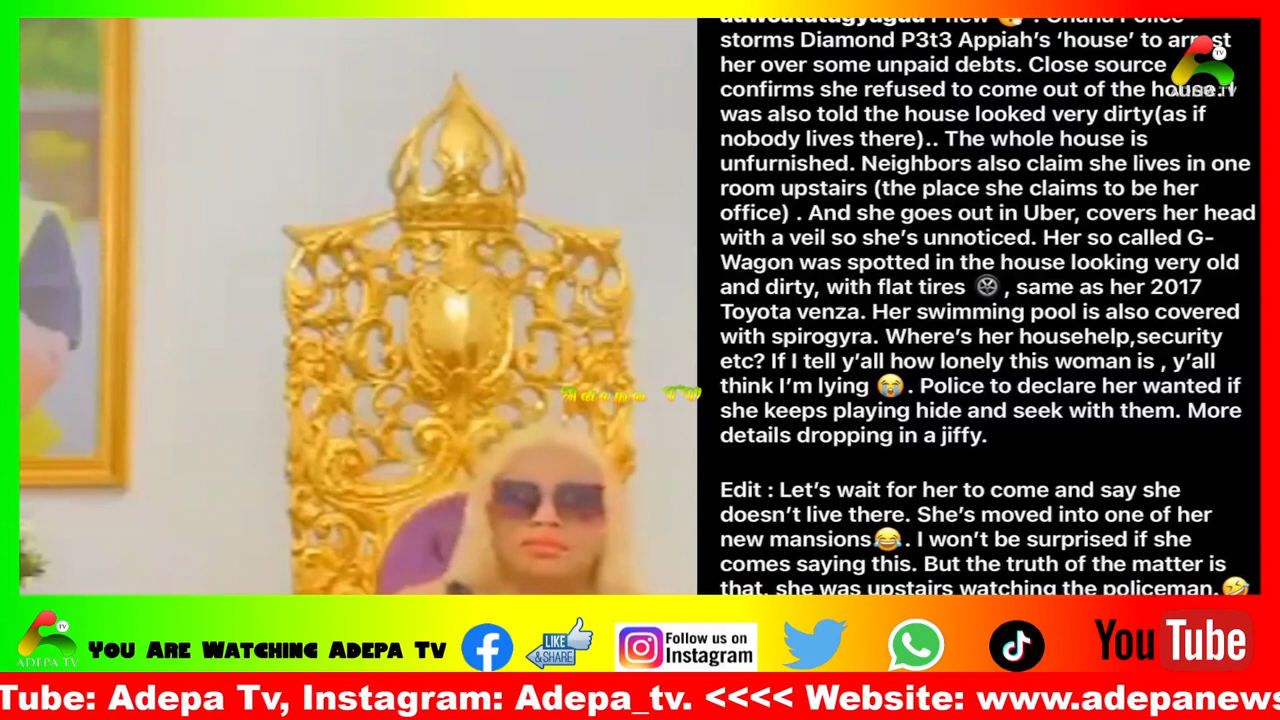 storms Diamond P3t3 Appiah’s ‘house’ to arrest
her over some unpaid debts. Close source
confirms she refused to come out of the house.I
was also told the house looked very dirty(as if
nobody lives there).. The whole house is
unfurnished. Neighbors also claim she lives in one
room upstairs (the place she claims to be her
office) . And she goes out in Uber, covers her head
with a veil so she’s unnoticed. Her so called G-
Wagon was spotted in the house looking very old
and dirty, with flat tires 🛞 , same as her 2017
Toyota venza. Her swimming pool is also covered
with spirogyra. Where’s her househelp,security
etc? If I tell y’all how lonely this woman is , y’all
think I’m lying 😭 . Police to declare her wanted if
she keeps playing hide and seek with them. More
details dropping in a jiffy.
Edit : Let’s wait for her to come and say she
doesn’t live there. She’s moved into one of her
new mansions😂 . I won’t be surprised if she
comes saying this. But the truth of the matter is
that, she was upstairs watching the policeman.🤣
TV
ADEPA TV
Adepa TV
TV
ADEPA TV
You Are Watching Adepa Tv
LIKE
& SHARE
Follow us on
Instagram
YouTube
Tube: Adepa Tv, Instagram: Adepa_tv. <<<< Website: www.adepanews